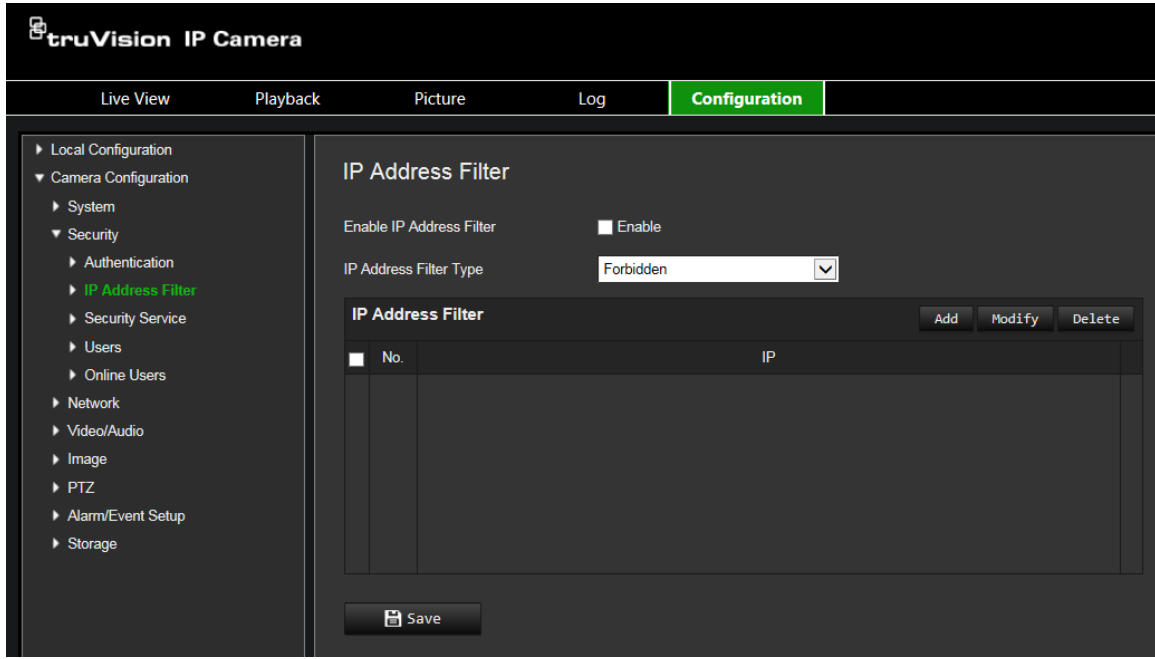 truVision IP Camera
Live View Playback Picture Log Configuration
Local Configuration
Camera Configuration
System
Security
Authentication
IP Address Filter
Security Service
Users
Online Users
Network
Video/Audio
Image
PTZ
Alarm/Event Setup
Storage
IP Address Filter
Enable IP Address Filter Enable
IP Address Filter Type Forbidden
IP Address Filter Add Modify Delete
No. IP
Save